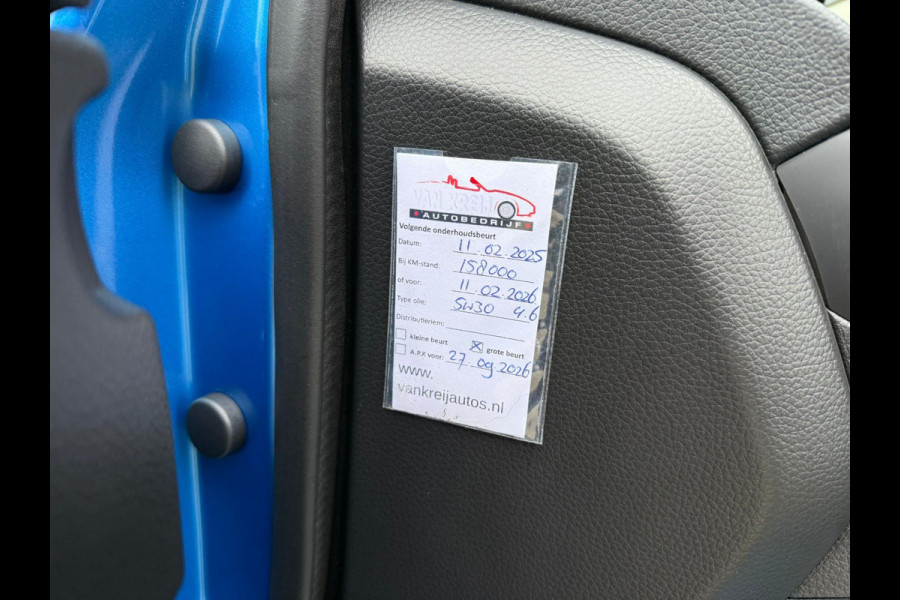 VAN KREIJ
AUTOBEDRIJF
Volgende onderhoudsbeurt
Datum: 11.02.2025
Bij KM-stand: 158000
of voor: 11.02.2026
Type olie: 5W30 4.6
Distributieriem:
kleine beurt
grote beurt
A.P.K voor: 27.09.2026
www.
vankreijautos.nl